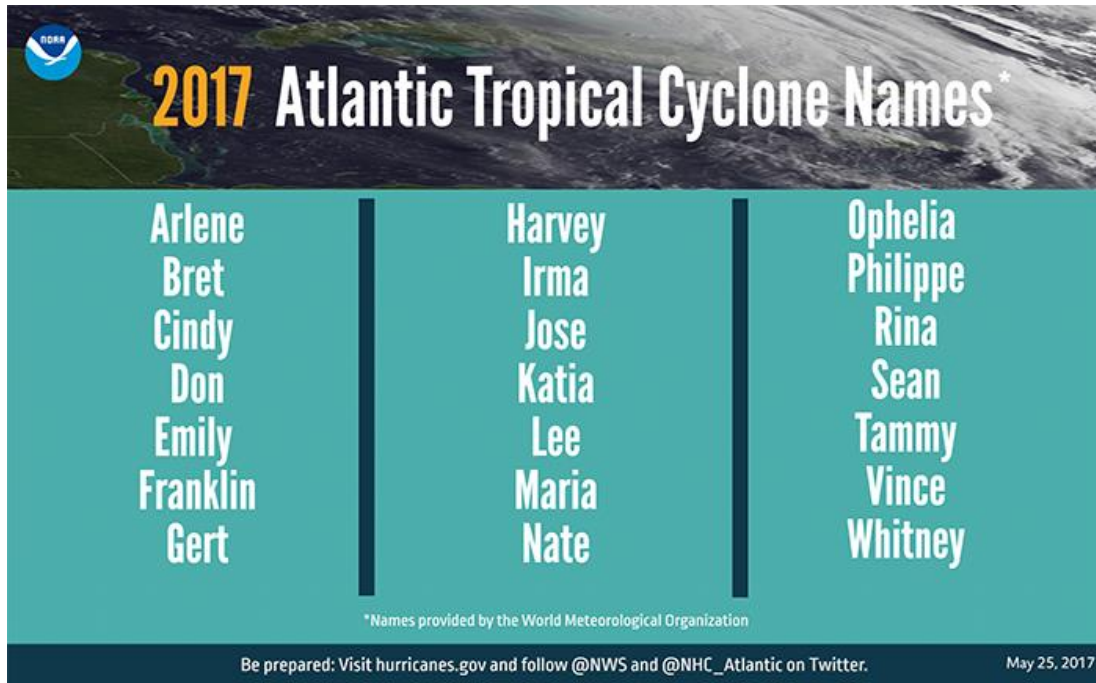 NOAA
2017 Atlantic Tropical Cyclone Names*
Arlene
Bret
Cindy
Don
Emily
Franklin
Gert
Harvey
Irma
Jose
Katia
Lee
Maria
Nate
Ophelia
Philippe
Rina
Sean
Tammy
Vince
Whitney
*Names provided by the World Meteorological Organization
Be prepared: Visit hurricanes.gov and follow @NWS and @NHC_Atlantic on Twitter.
May 25, 2017